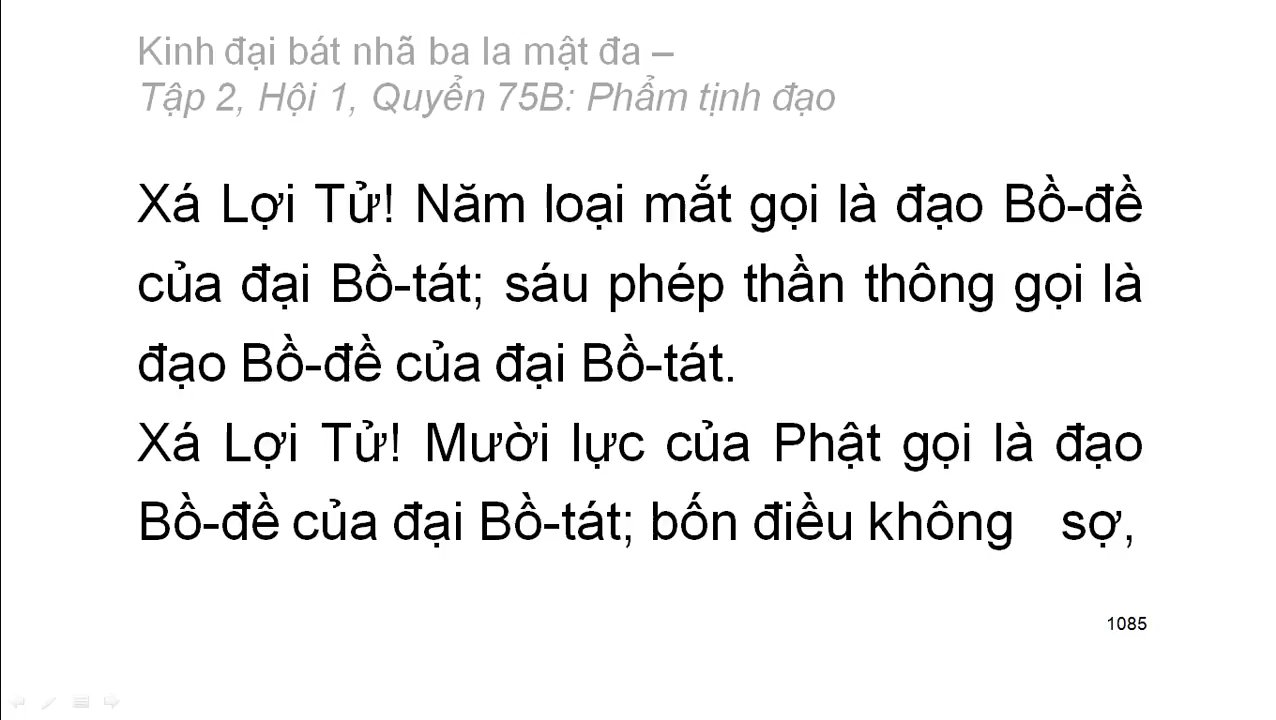 Kinh đại bát nhã ba la mật đa –
Tập 2, Hội 1, Quyển 75B: Phẩm tịnh đạo
Xá Lợi Tử! Năm loại mắt gọi là đạo Bồ-đề
của đại Bồ-tát; sáu phép thần thông gọi là
đạo Bồ-đề của đại Bồ-tát.
Xá Lợi Tử! Mười lực của Phật gọi là đạo
Bồ-đề của đại Bồ-tát; bốn điều không sợ,
1085